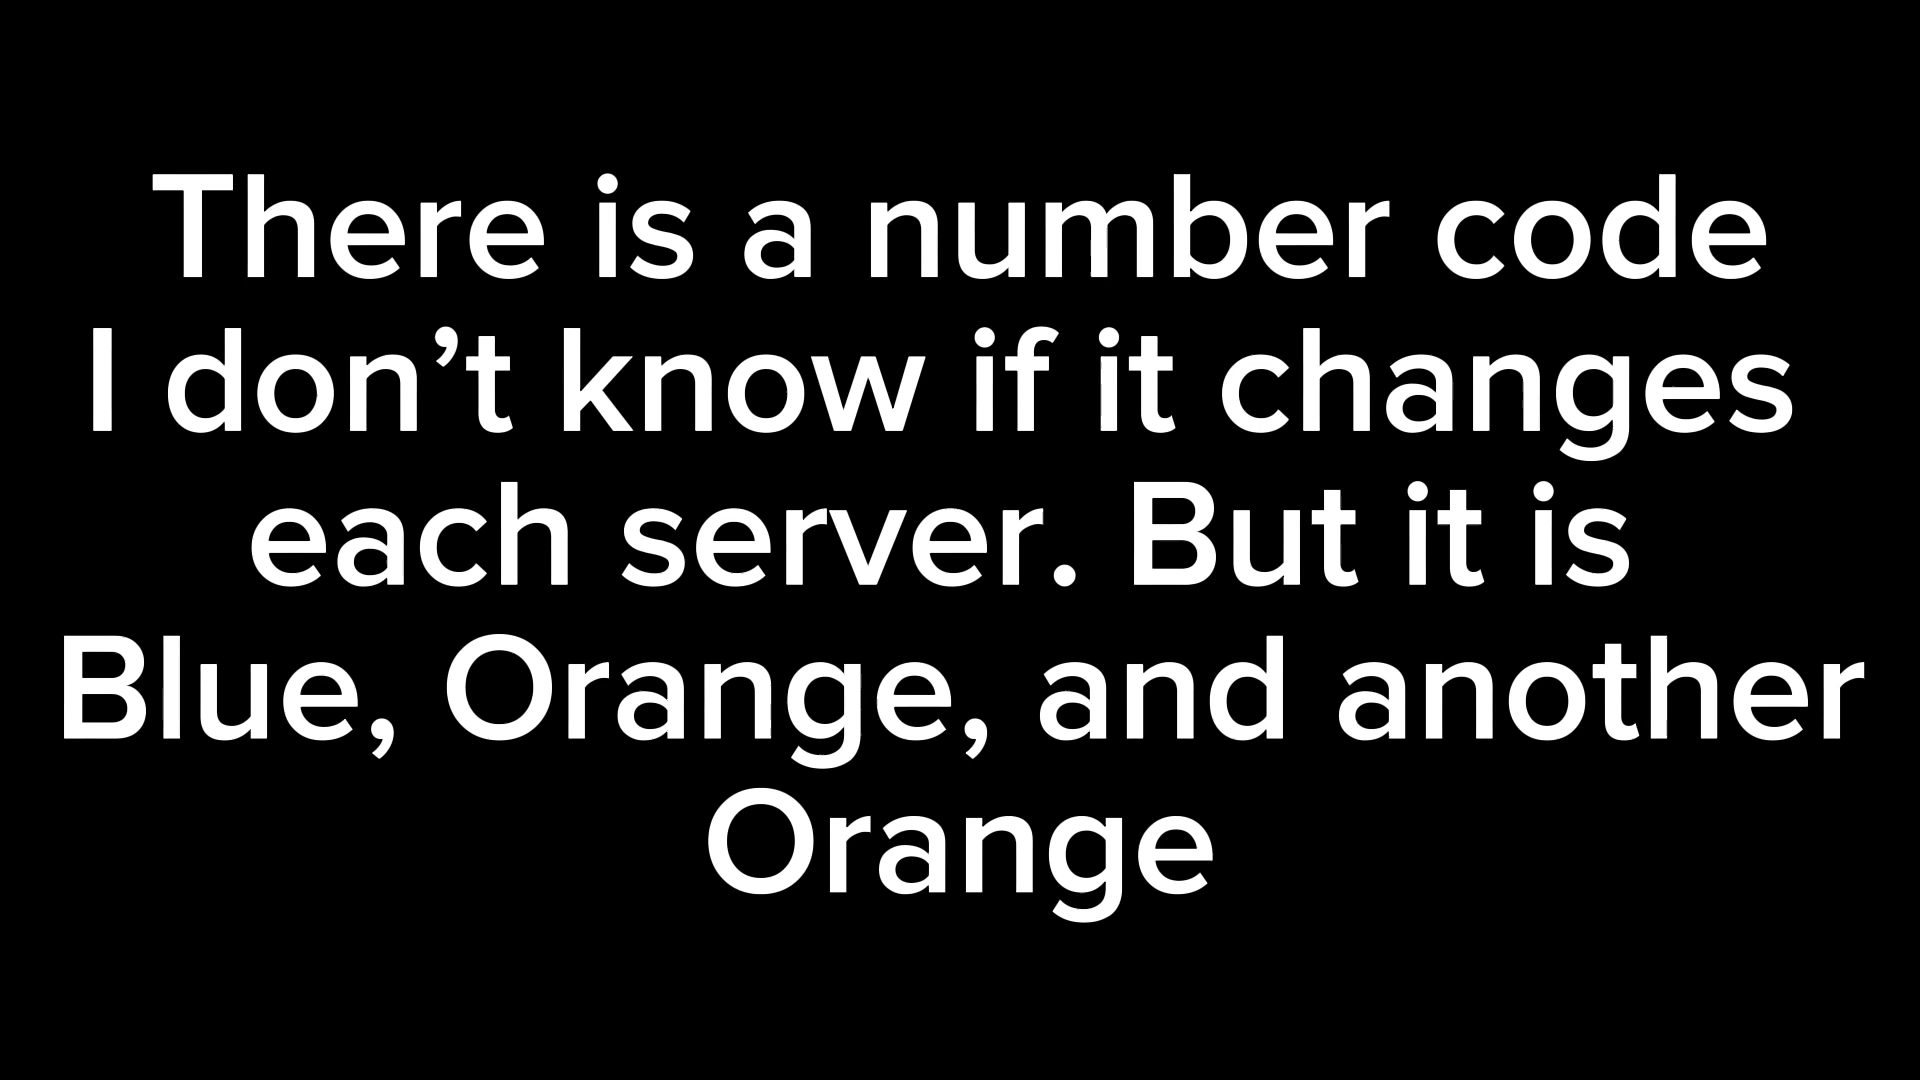 There is a number code
I don’t know if it changes
each server. But it is
Blue, Orange, and another
Orange